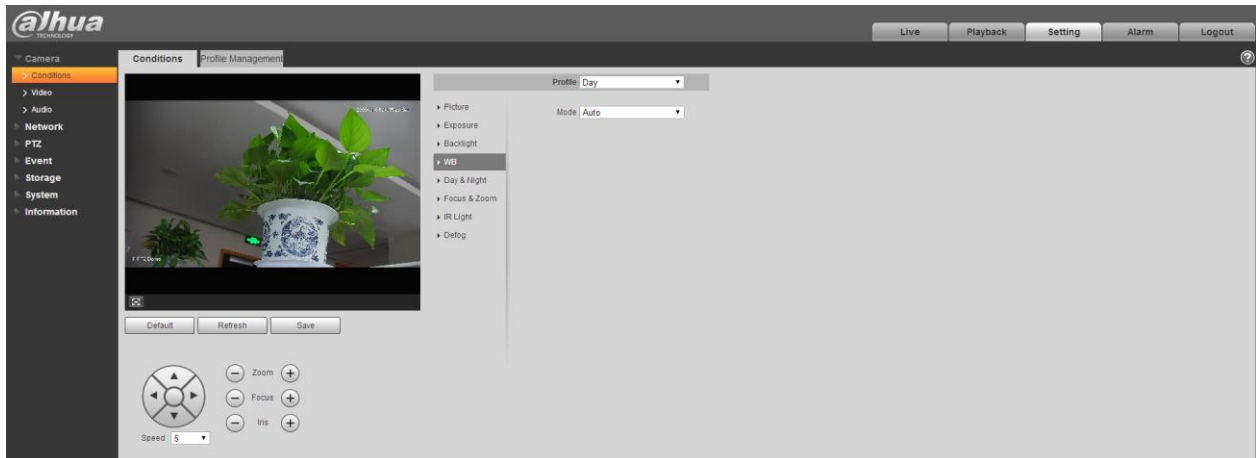 alhua
TECHNOLOGY
Live
Playback
Setting
Alarm
Logout
Camera
Conditions
Video
Audio
Network
PTZ
Event
Storage
System
Information
Conditions
Profile Management
Profile Day
Mode Auto
Picture
Exposure
Backlight
WB
Day & Night
Focus & Zoom
IR Light
Defog
Default
Refresh
Save
Zoom
Focus
Iris
Speed 5